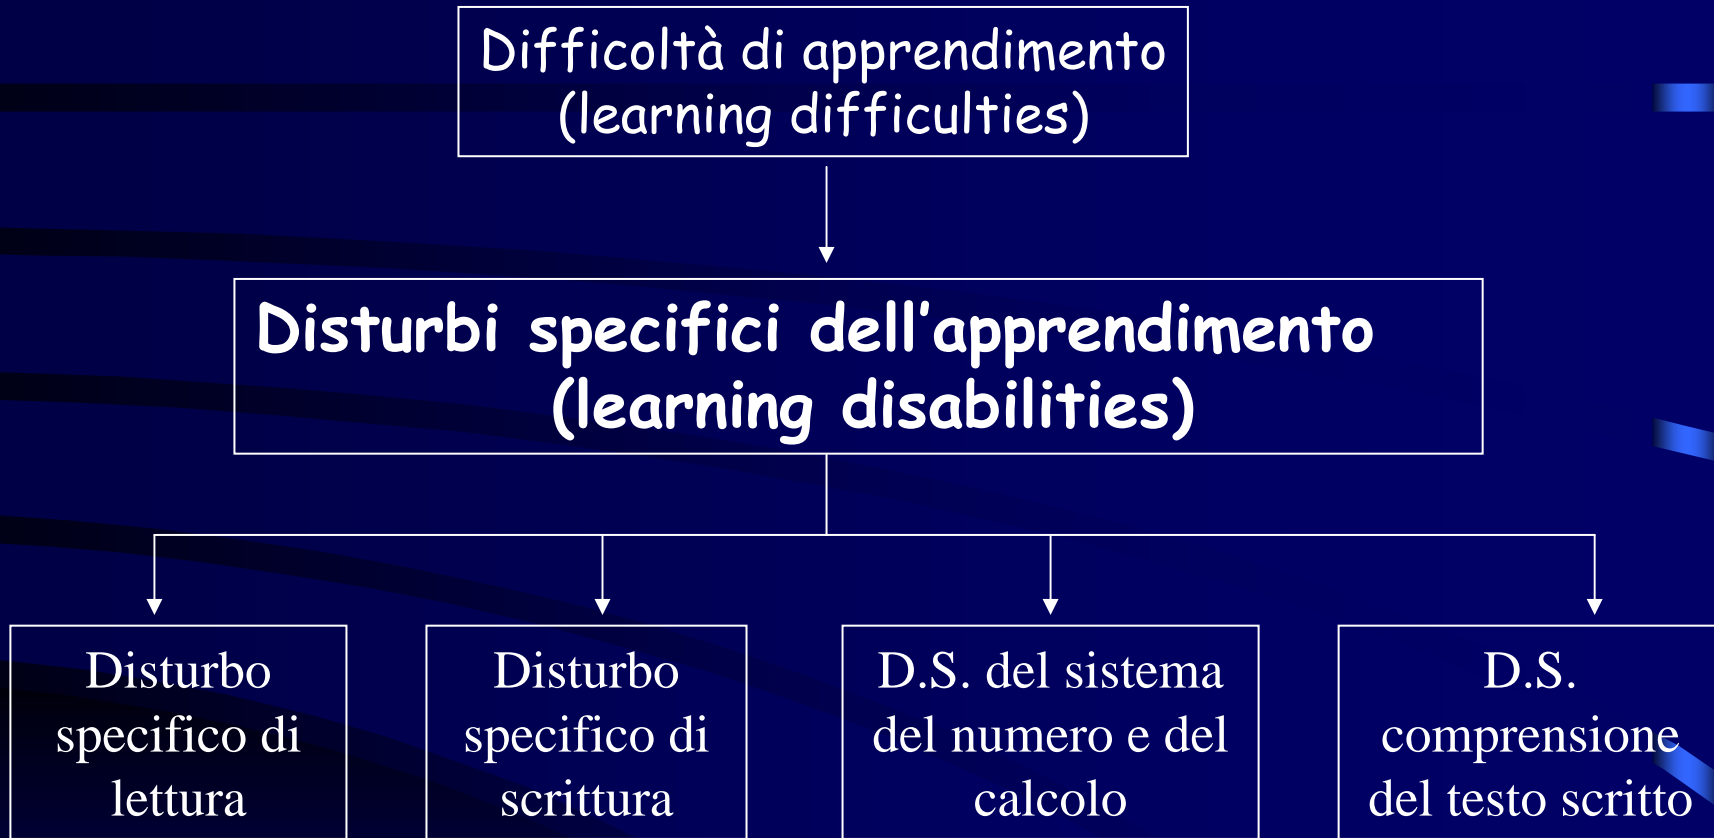 Difficoltà di apprendimento
(learning difficulties)
Disturbi specifici dell’apprendimento
(learning disabilities)
Disturbo
specifico di
lettura
Disturbo
specifico di
scrittura
D.S. del sistema
del numero e del
calcolo
D.S.
comprensione
del testo scritto